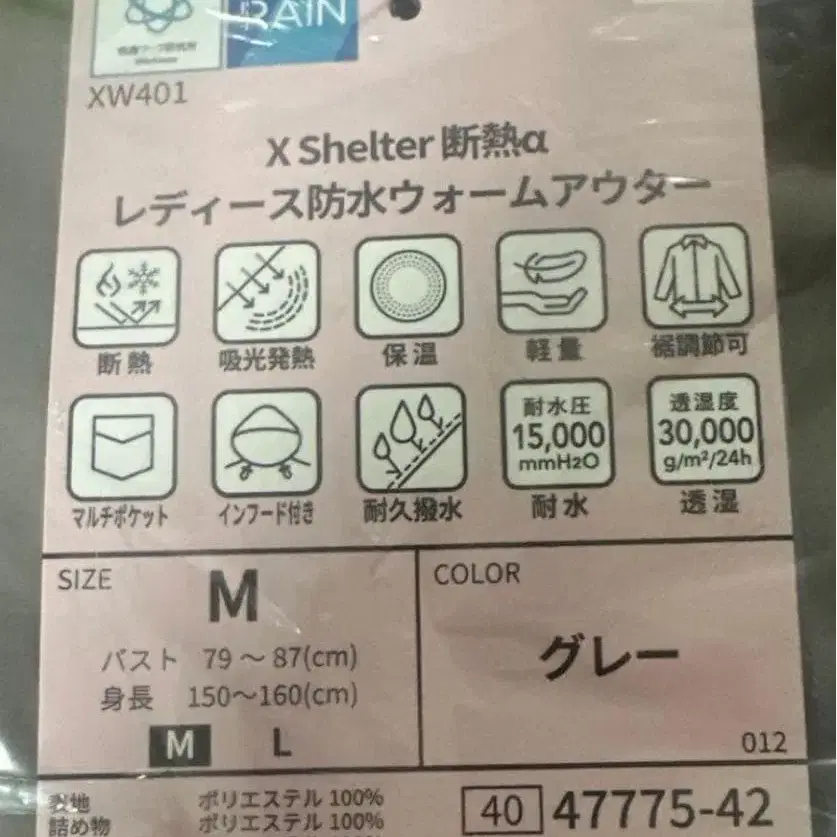 RAIN
XW401
X Shelter 断熱α
レディース防水ウォームアウター
断熱
吸光発熱
保温
軽量
裾調節可
耐水圧
15,000
mmH2O
透湿度
30,000
g/m²/24h
マルチポケット
インフード付き
耐久撥水
耐水
透湿
SIZE
M
COLOR
バスト 79~87(cm)
グレー
身長 150~160(cm)
M L
012
表地 ポリエステル 100%
詰め物 ポリエステル 100%
40 47775-42